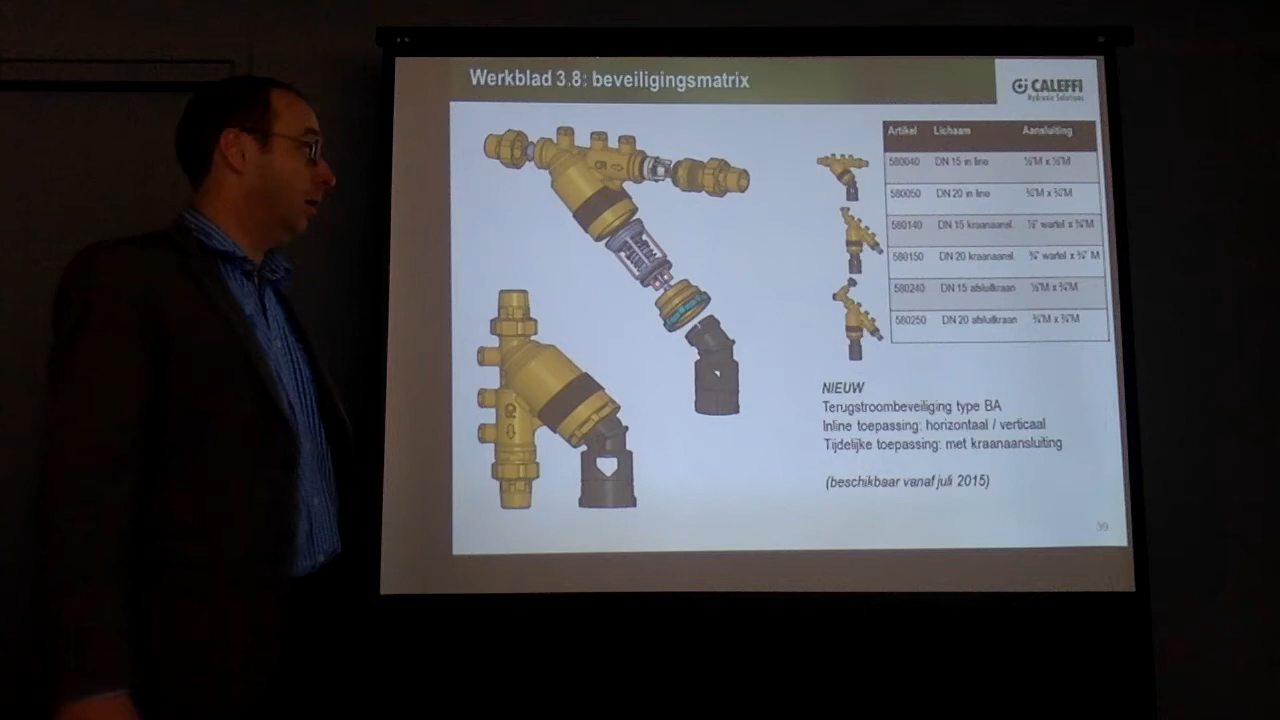 Werkblad 3.8: beveiligingsmatrix
CALEFFI
Hydronic Solutions
Artikel Lichaam Aansluiting
580040 DN 15 in line ½"M x ½"M
580050 DN 20 in line ¾"M x ¾"M
580140 DN 15 kraanaansl. ½" wartel x ¾"M
580150 DN 20 kraanaansl. ¾" wartel x ¾" M
580240 DN 15 afsluitkraan ½"M x ¾"M
580250 DN 20 afsluitkraan ¾"M x ¾"M
NIEUW
Terugstroombeveiliging type BA
Inline toepassing: horizontaal / verticaal
Tijdelijke toepassing: met kraanaansluiting
(beschikbaar vanaf juli 2015)
39